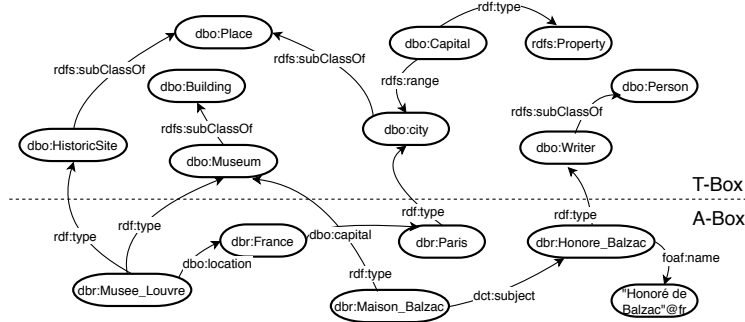 rdf:type
dbo:Place
dbo:Capital
rdfs:Property
rdfs:subClassOf
rdfs:subClassOf
rdfs:range
dbo:Building
dbo:Person
rdfs:subClassOf
rdfs:subClassOf
dbo:city
dbo:HistoricSite
dbo:Museum
dbo:Writer
T-Box
rdf:type
rdf:type
A-Box
rdf:type
rdf:type
dbo:capital
dbr:France
dbr:Paris
dbr:Honore_Balzac
foaf:name
dbo:location
rdf:type
dbr:Musee_Louvre
dbr:Maison_Balzac
dct:subject
"Honoré de
Balzac"@fr